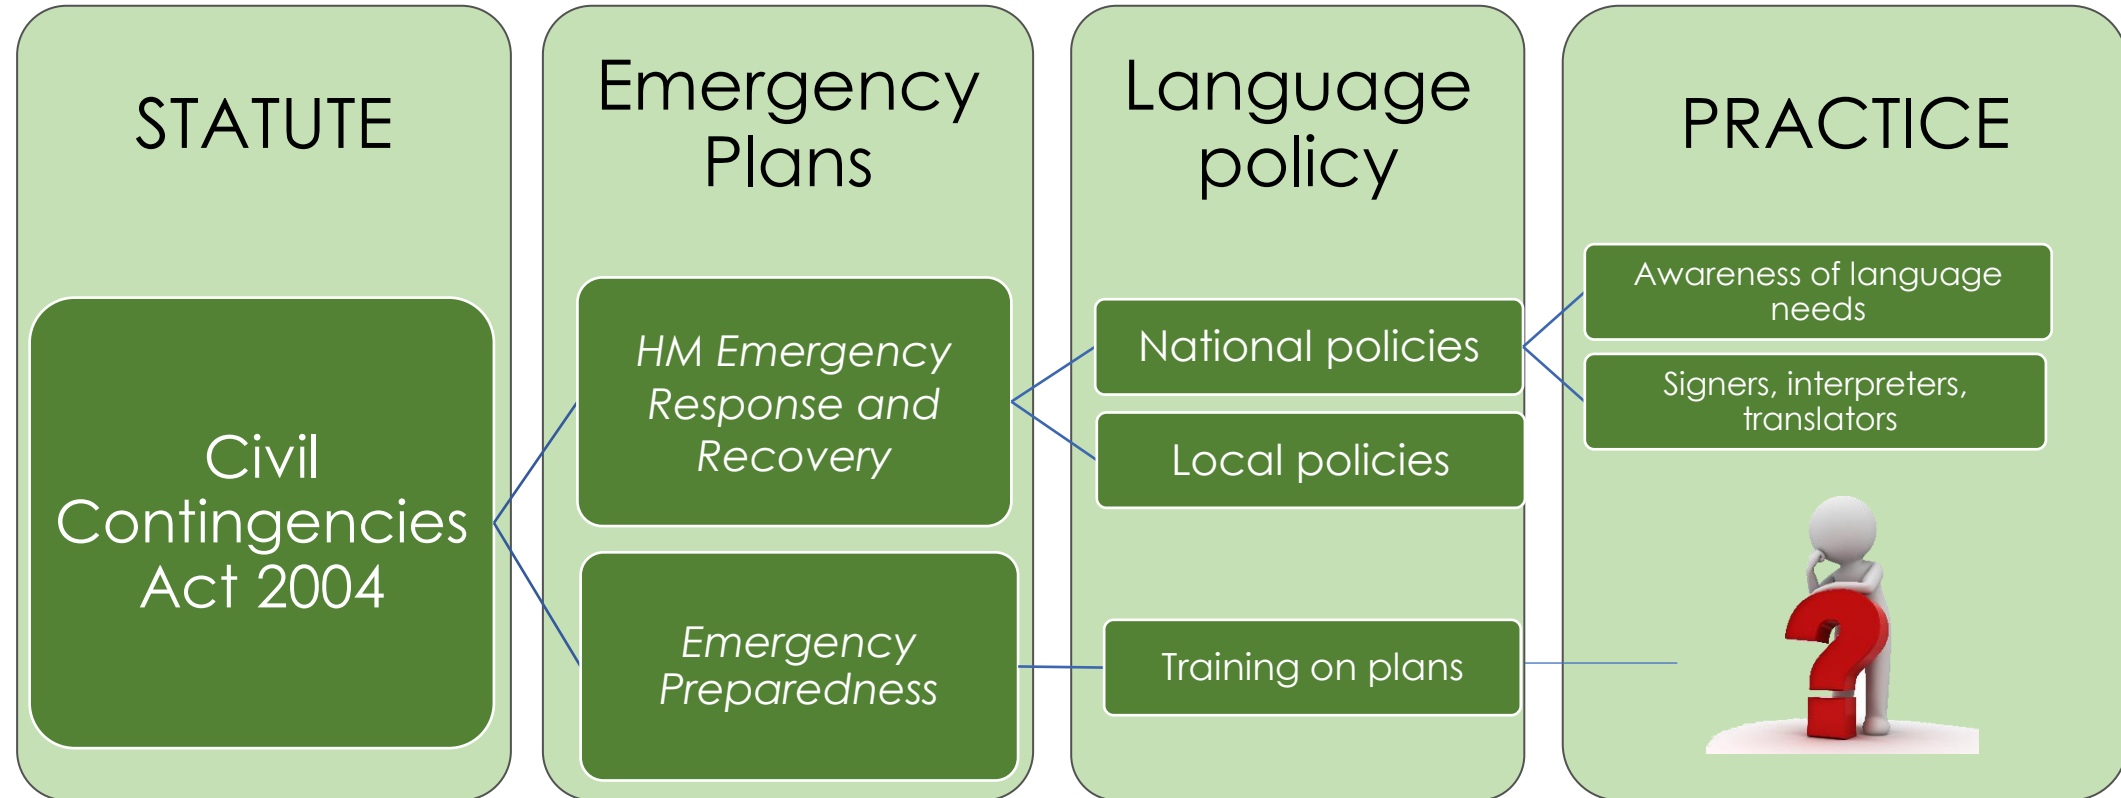 STATUTE
Civil
Contingencies
Act 2004
Emergency
Plans
HM Emergency
Response and
Recovery
Emergency
Preparedness
Language
policy
National policies
Local policies
Training on plans
PRACTICE
Awareness of language
needs
Signers, interpreters,
translators
?